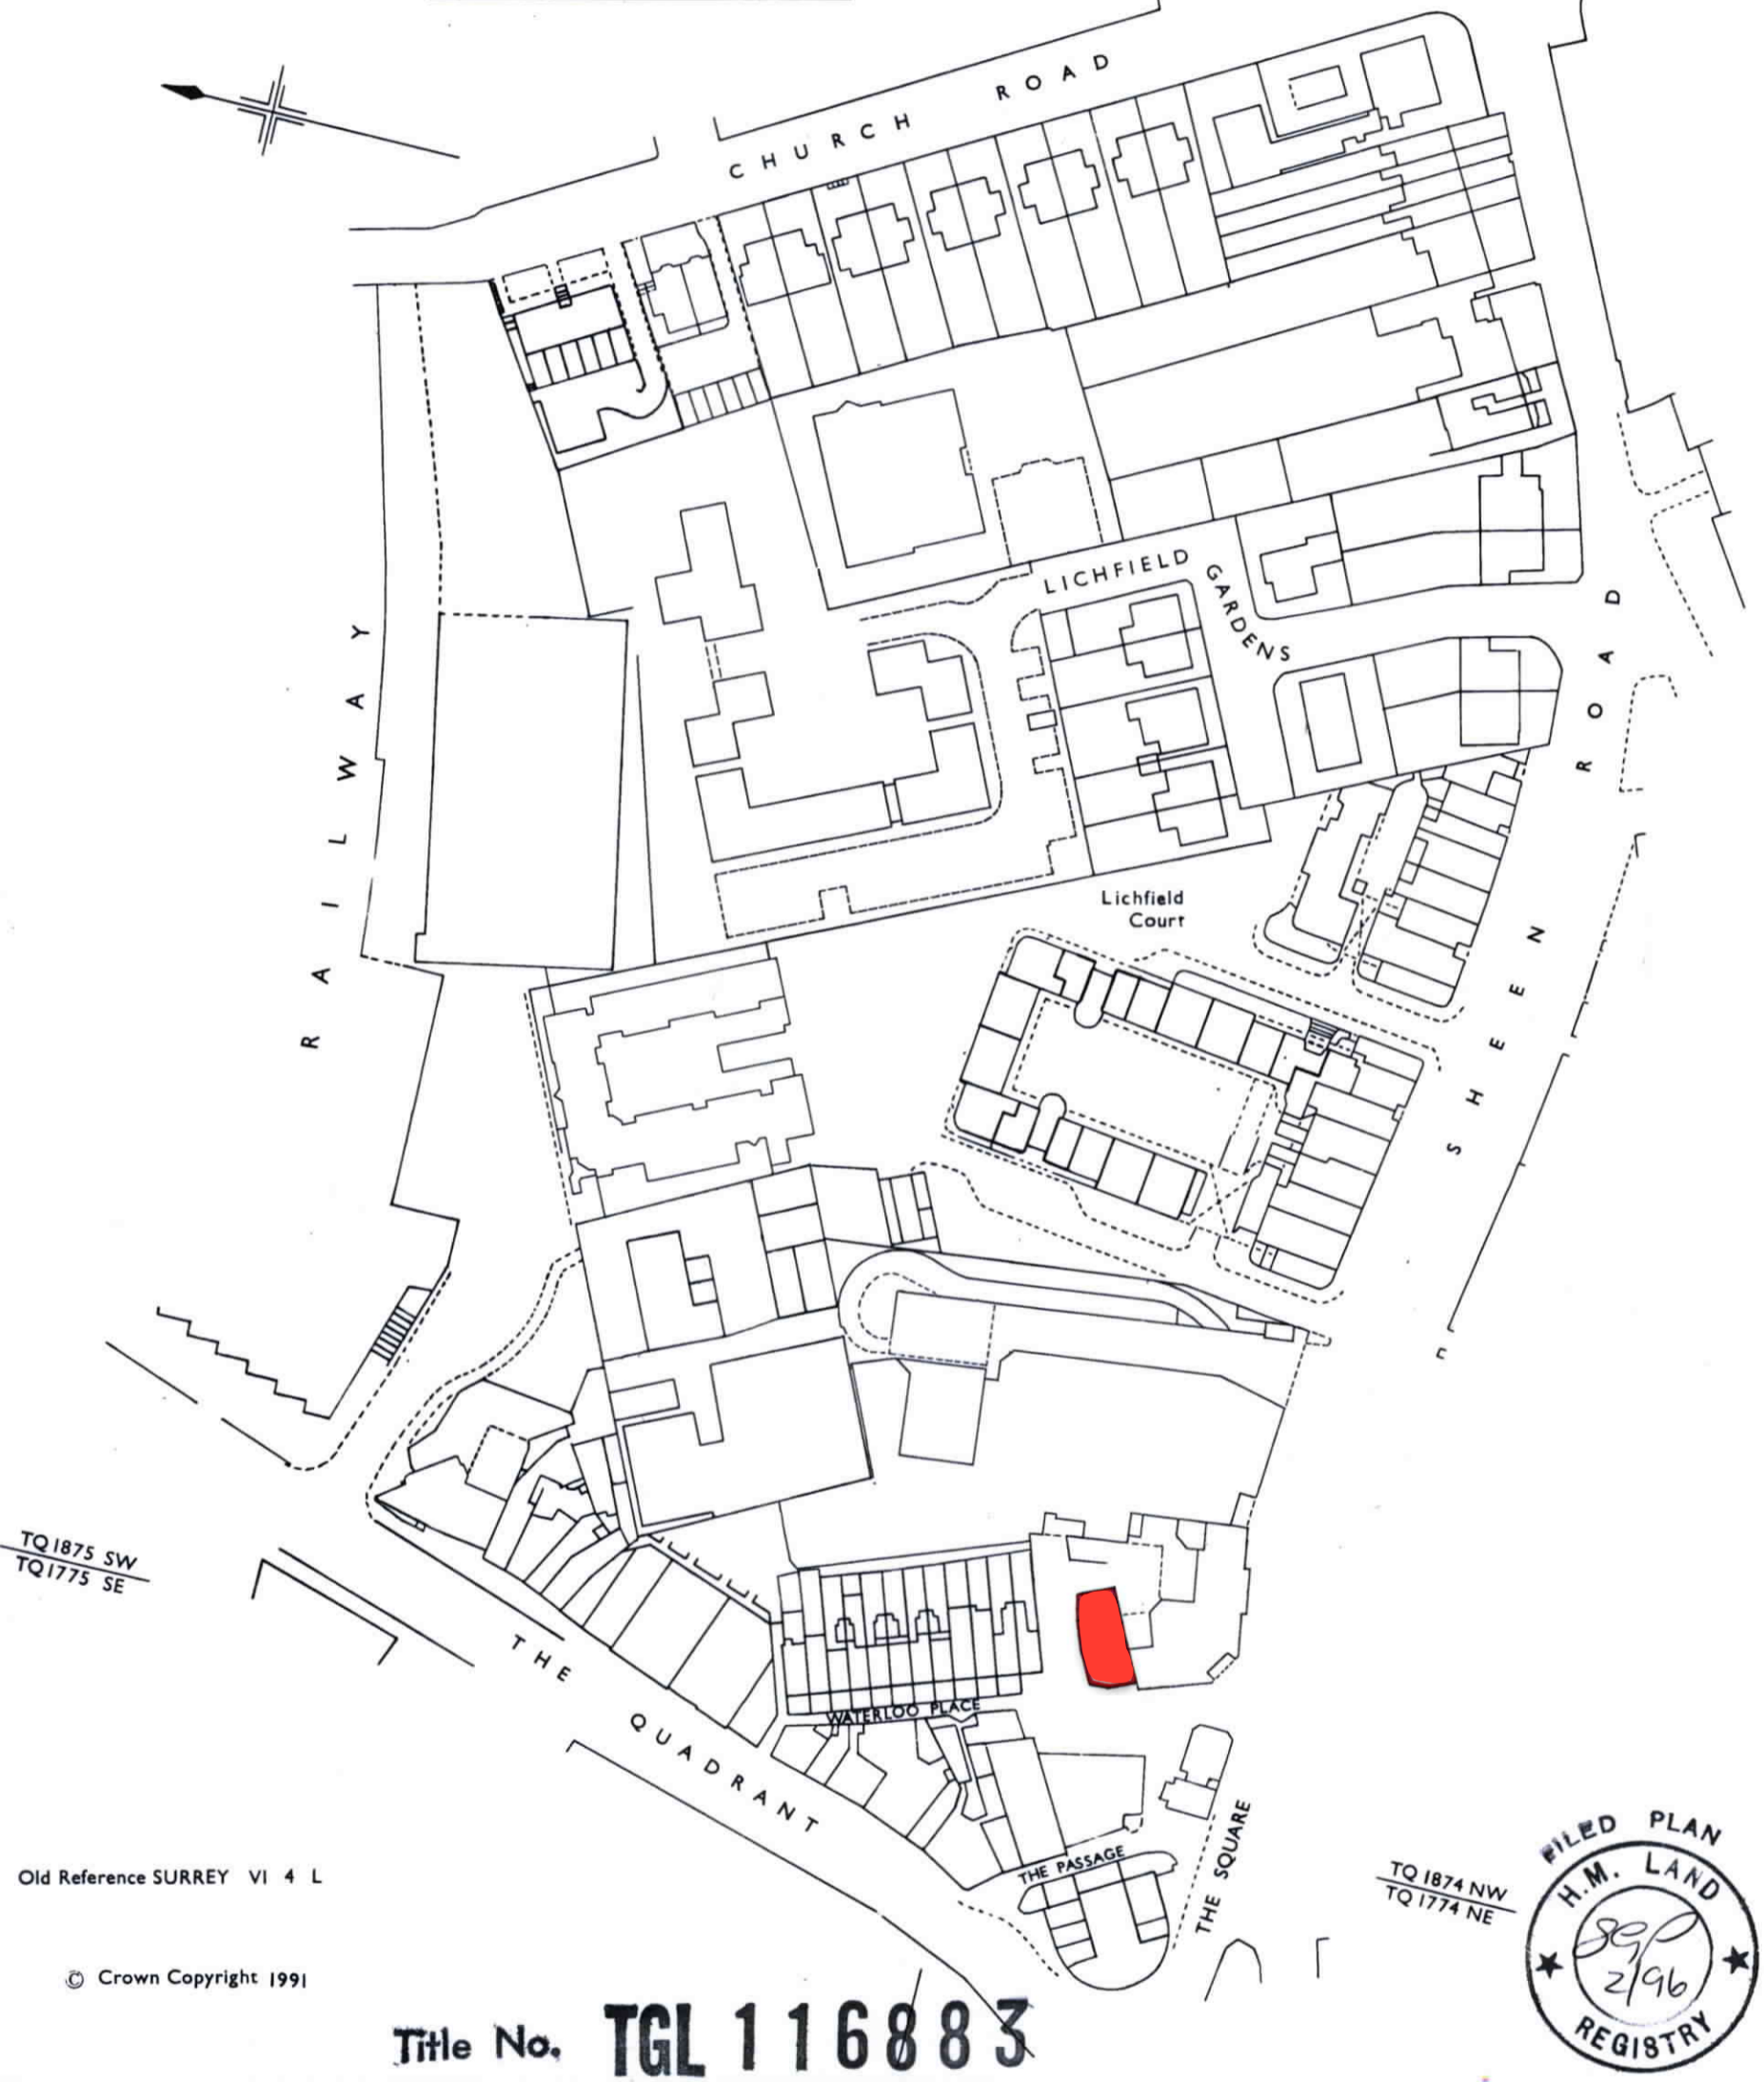 CHURCH ROAD
RAILWAY
LICHFIELD
GARDENS
ROAD
Lichfield
Court
SHEEN
TQ 1875 SW
TQ 1775 SE
THE QUADRANT
WATERLOO PLACE
THE PASSAGE
THE SQUARE
Old Reference SURREY VI 4 L
TQ 1874 NW
TQ 1774 NE
FILED PLAN
H.M. LAND
2/96
REGISTRY
© Crown Copyright 1991
Title No. TGL 116883